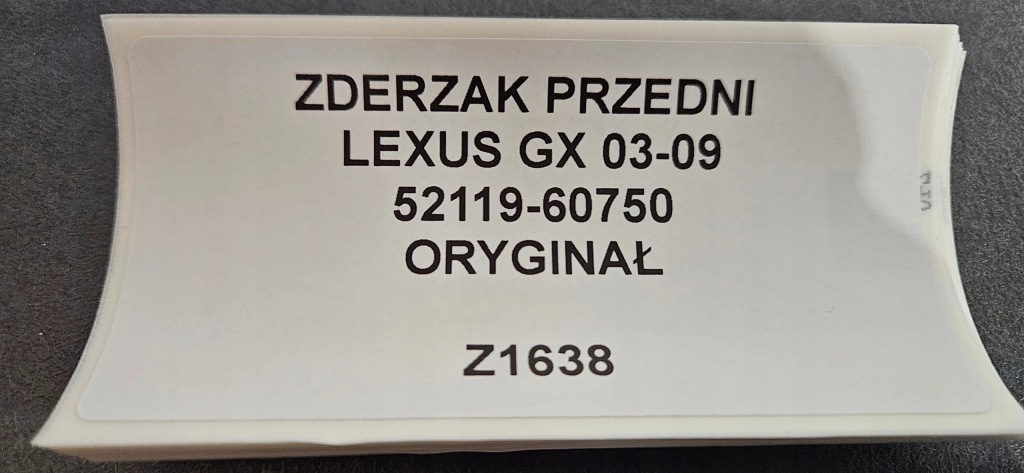 ZDERZAK PRZEDNI
LEXUS GX 03-09
52119-60750
ORYGINAŁ
Z1638